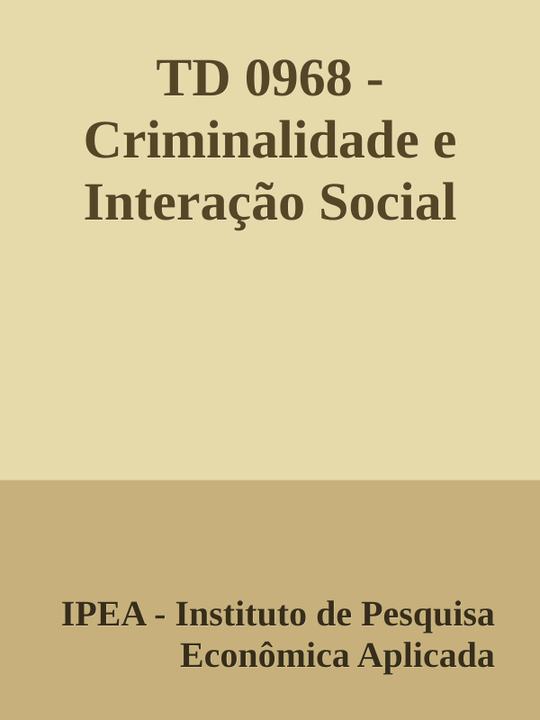 TD 0968 -
Criminalidade e
Interação Social
IPEA - Instituto de Pesquisa
Econômica Aplicada